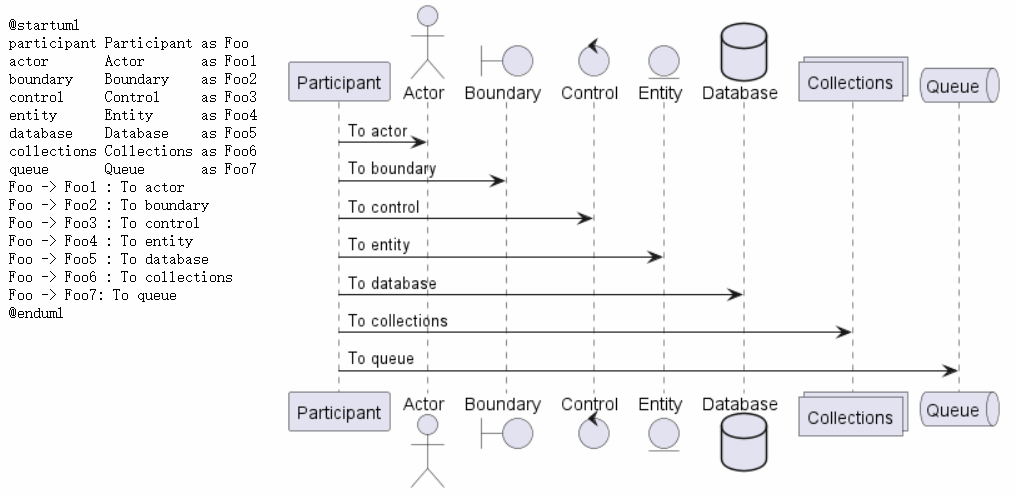 @startuml
participant Participant as Foo
actor       Actor       as Foo1
boundary    Boundary    as Foo2
control     Control     as Foo3
entity      Entity      as Foo4
database    Database    as Foo5
collections Collections as Foo6
queue       Queue       as Foo7
Foo -> Foo1 : To actor
Foo -> Foo2 : To boundary
Foo -> Foo3 : To control
Foo -> Foo4 : To entity
Foo -> Foo5 : To database
Foo -> Foo6 : To collections
Foo -> Foo7: To queue
@enduml
Participant Actor Boundary Control Entity Database Collections Queue
To actor
To boundary
To control
To entity
To database
To collections
To queue
Participant Actor Boundary Control Entity Database Collections Queue